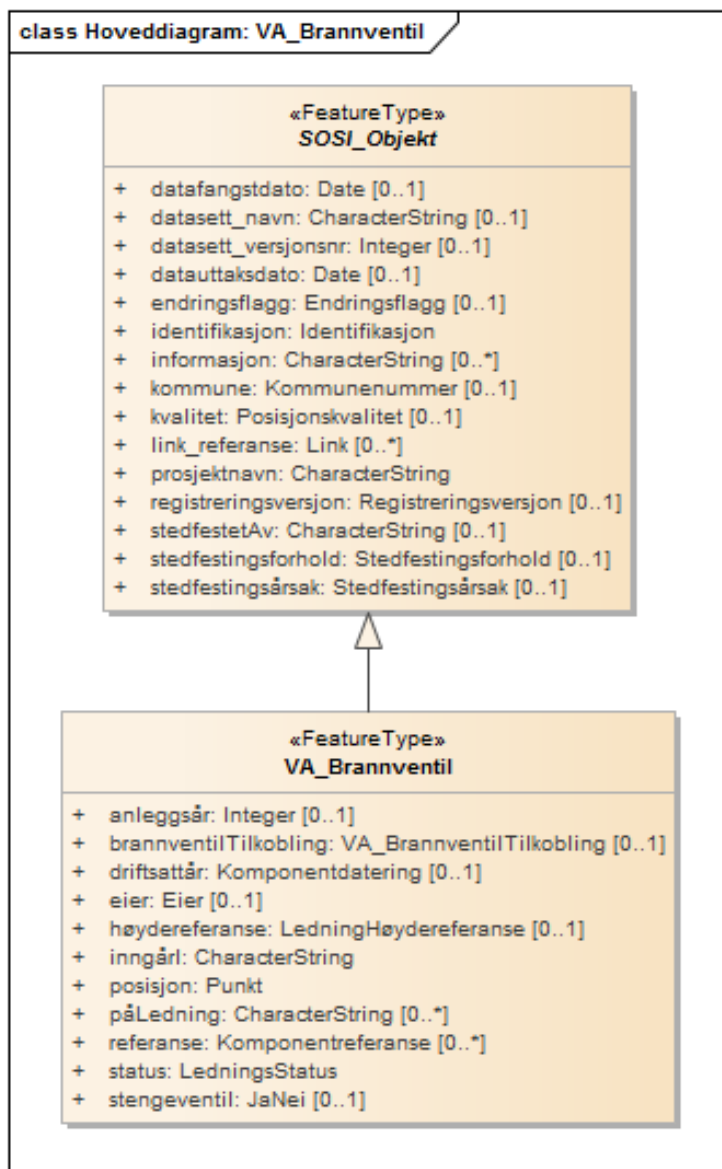 class Hoveddiagram: VA_Brannventil
«FeatureType»
SOSI_Objekt
+ datafangstdato: Date [0..1]
+ datasett_navn: CharacterString [0..1]
+ datasett_versjonsnr: Integer [0..1]
+ datauttaksdato: Date [0..1]
+ endringsflagg: Endringsflagg [0..1]
+ identifikasjon: Identifikasjon
+ informasjon: CharacterString [0..*]
+ kommune: Kommunenummer [0..1]
+ kvalitet: Posisjonskvalitet [0..1]
+ link_referanse: Link [0..*]
+ prosjektnavn: CharacterString
+ registreringsversjon: Registreringsversjon [0..1]
+ stedfestetAv: CharacterString [0..1]
+ stedfestingsforhold: Stedfestingsforhold [0..1]
+ stedfestingsårsak: Stedfestingsårsak [0..1]
«FeatureType»
VA_Brannventil
+ anleggsår: Integer [0..1]
+ brannventilTilkobling: VA_BrannventilTilkobling [0..1]
+ driftsattår: Komponentdatering [0..1]
+ eier: Eier [0..1]
+ høydereferanse: LedningHøydereferanse [0..1]
+ inngårI: CharacterString
+ posisjon: Punkt
+ påLedning: CharacterString [0..*]
+ referanse: Komponentreferanse [0..*]
+ status: LedningsStatus
+ stengeventil: JaNei [0..1]